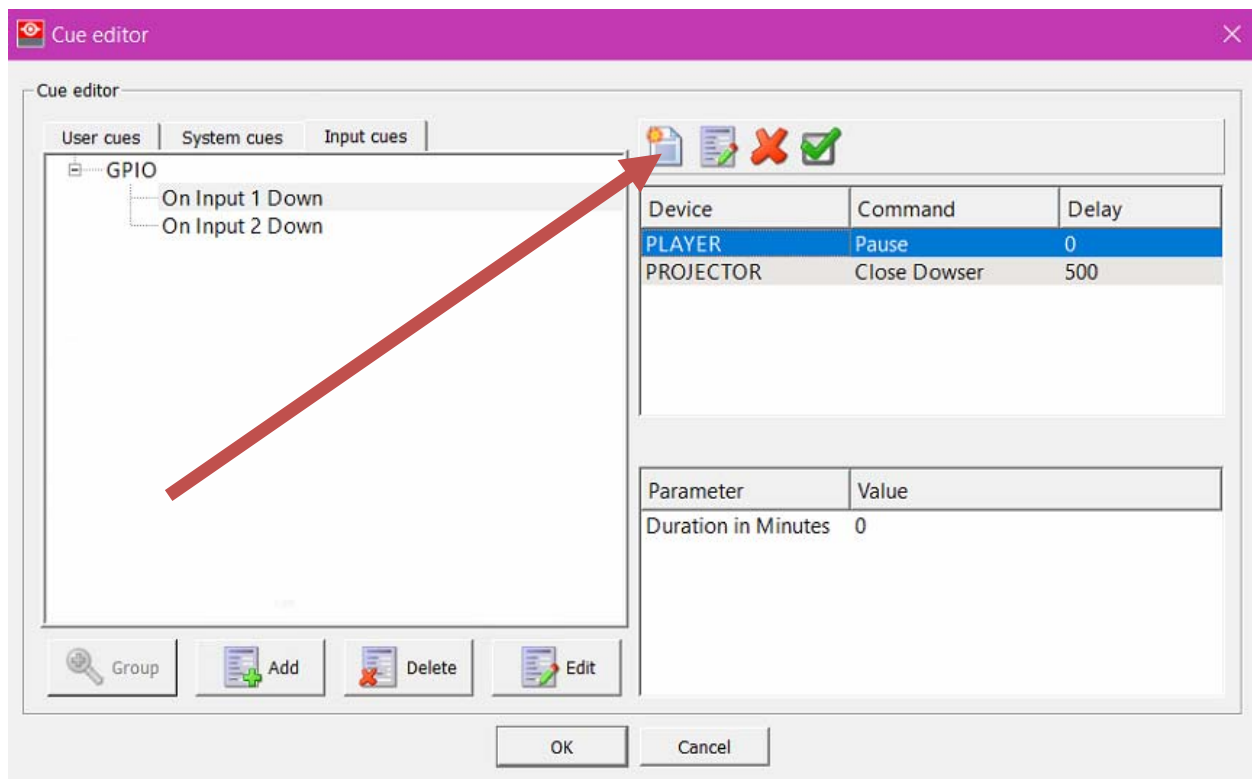 Cue editor
Cue editor
User cues System cues Input cues
GPIO
On Input 1 Down
On Input 2 Down
Group Add Delete Edit
Device Command Delay
PLAYER Pause 0
PROJECTOR Close Dowser 500
Parameter Value
Duration in Minutes 0
OK Cancel